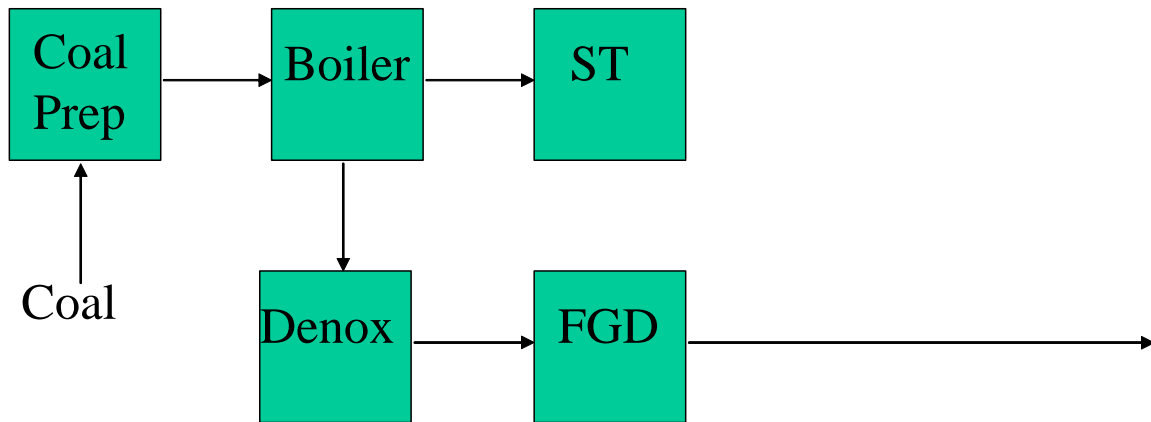 Coal
Prep
Boiler
ST
Coal
Denox
FGD